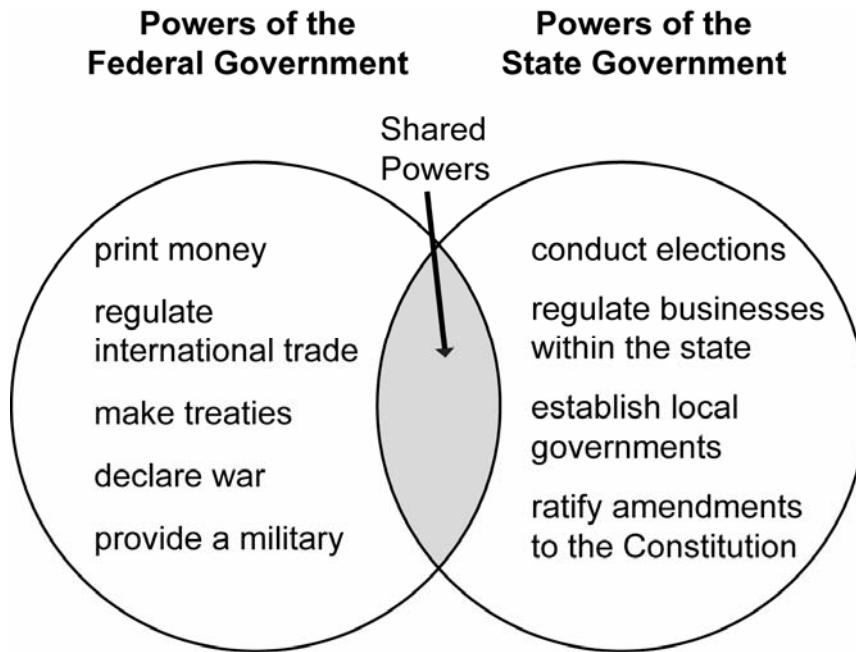 Powers of the
Federal Government
Powers of the
State Government
Shared
Powers
print money
regulate
international trade
make treaties
declare war
provide a military
conduct elections
regulate businesses
within the state
establish local
governments
ratify amendments
to the Constitution